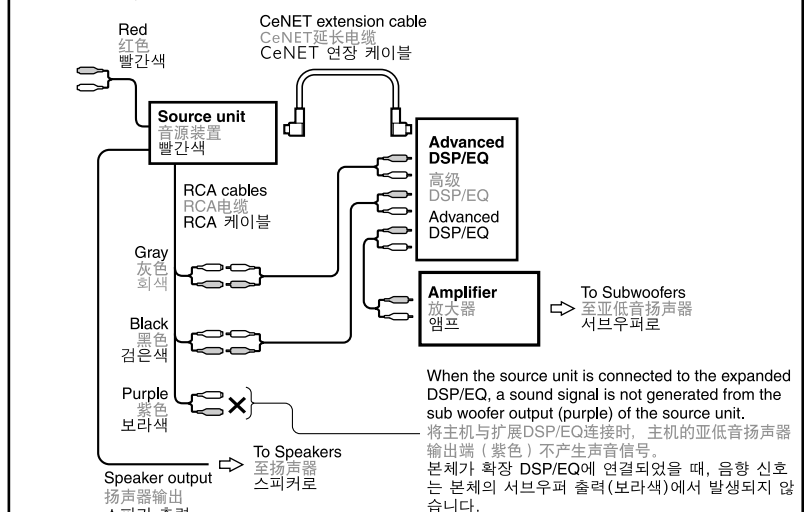 Red
红色
빨간색
CeNET extension cable
CeNET延长电缆
CeNET 연장 케이블
Source unit
音源装置
빨간색
Advanced
DSP/EQ
高级
DSP/EQ
Advanced
DSP/EQ
RCA cables
RCA电缆
RCA 케이블
Gray
灰色
회색
Amplifier
放大器
앰프
To Subwoofers
至亚低音扬声器
서브우퍼로
Black
黑色
검은색
Purple
紫色
보라색
When the source unit is connected to the expanded
DSP/EQ, a sound signal is not generated from the
sub woofer output (purple) of the source unit.
将主机与扩展DSP/EQ连接时，主机的亚低音扬声器
输出端（紫色）不产生声音信号。
본체가 확장 DSP/EQ에 연결되었을 때, 음향 신호
는 본체의 서브우퍼 출력(보라색)에서 발생되지 않
습니다.
To Speakers
至扬声器
스피커로
Speaker output
扬声器输出